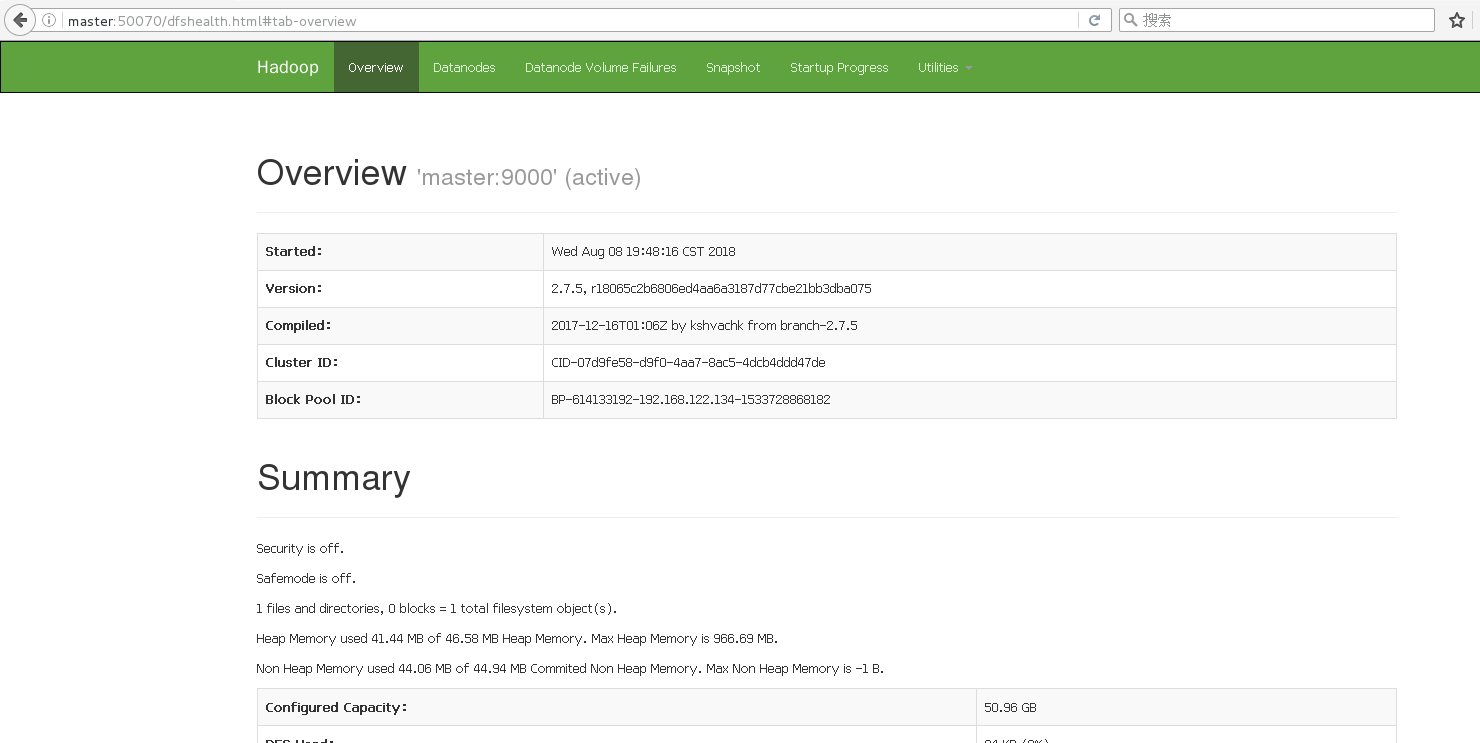 master:50070/dfshealth.html#tab-overview 搜索
Hadoop Overview Datanodes Datanode Volume Failures Snapshot Startup Progress Utilities
Overview 'master:9000' (active)
Started: Wed Aug 08 19:48:16 CST 2018
Version: 2.7.5, r18065c2b6806ed4aa6a3187d77cbe21bb3dba075
Compiled: 2017-12-16T01:06Z by kshvachk from branch-2.7.5
Cluster ID: CID-07d9fe58-d9f0-4aa7-8ac5-4dcb4ddd47de
Block Pool ID: BP-614133192-192.168.122.134-1533728868182
Summary
Security is off.
Safemode is off.
1 files and directories, 0 blocks = 1 total filesystem object(s).
Heap Memory used 41.44 MB of 46.58 MB Heap Memory. Max Heap Memory is 966.69 MB.
Non Heap Memory used 44.06 MB of 44.94 MB Commited Non Heap Memory. Max Non Heap Memory is -1 B.
Configured Capacity: 50.96 GB